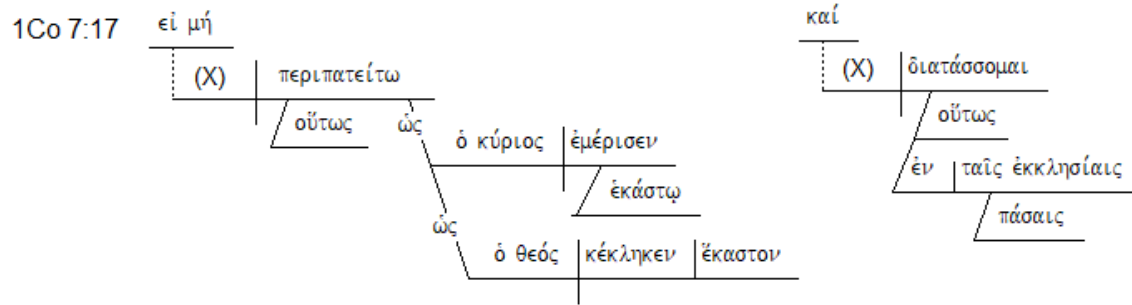 1Co 7:17 εἰ μή καί
(X) περιπατείτω (X) διατάσσομαι
οὕτως ὡς οὕτως
ὁ κύριος ἐμέρισεν ἐν ταῖς ἐκκλησίαις
ἑκάστῳ πάσαις
ὡς
ὁ θεός κέκληκεν ἕκαστον